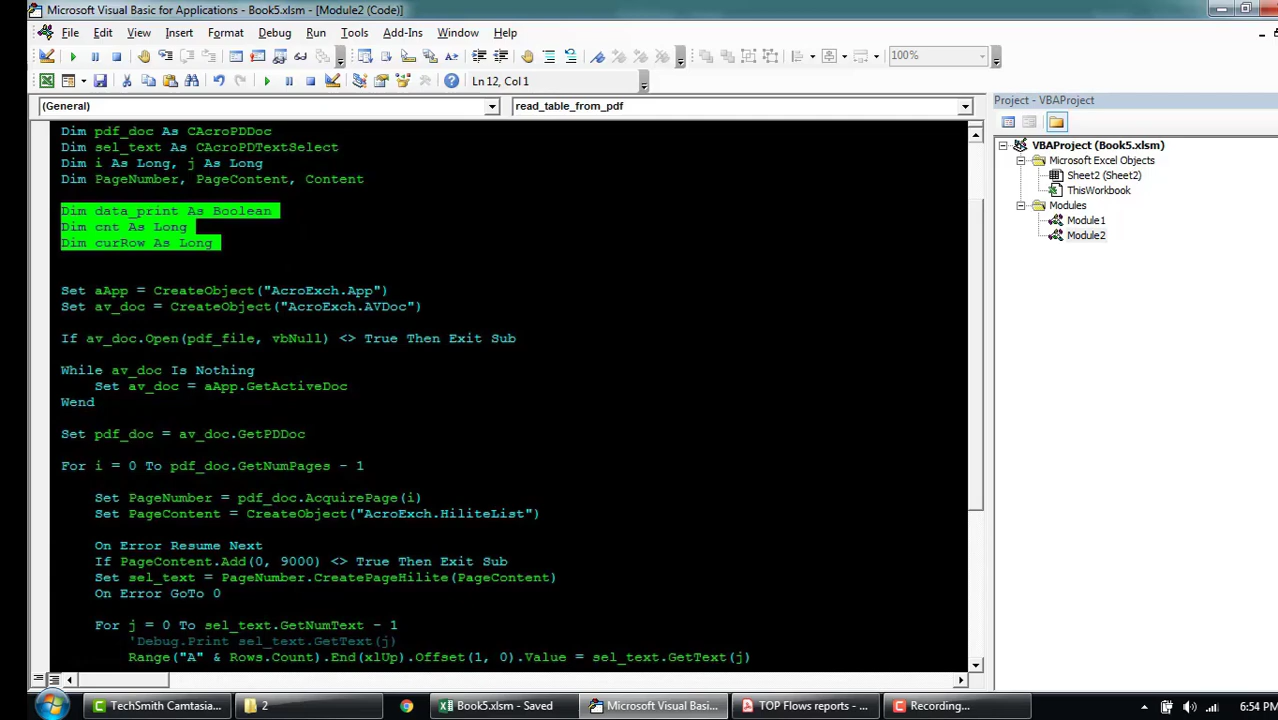 Microsoft Visual Basic for Applications - Book5.xlsm - [Module2 (Code)]
File Edit View Insert Format Debug Run Tools Add-Ins Window Help
100%
Ln 12, Col 1
(General) read_table_from_pdf
Dim pdf_doc As CAcroPDDoc
Dim sel_text As CAcroPDTextSelect
Dim i As Long, j As Long
Dim PageNumber, PageContent, Content
Dim data_print As Boolean
Dim cnt As Long
Dim curRow As Long
Set aApp = CreateObject("AcroExch.App")
Set av_doc = CreateObject("AcroExch.AVDoc")
If av_doc.Open(pdf_file, vbNull) <> True Then Exit Sub
While av_doc Is Nothing
Set av_doc = aApp.GetActiveDoc
Wend
Set pdf_doc = av_doc.GetPDDoc
For i = 0 To pdf_doc.GetNumPages - 1
Set PageNumber = pdf_doc.AcquirePage(i)
Set PageContent = CreateObject("AcroExch.HiliteList")
On Error Resume Next
If PageContent.Add(0, 9000) <> True Then Exit Sub
Set sel_text = PageNumber.CreatePageHilite(PageContent)
On Error GoTo 0
For j = 0 To sel_text.GetNumText - 1
'Debug.Print sel_text.GetText(j)
Range("A" & Rows.Count).End(xlUp).Offset(1, 0).Value = sel_text.GetText(j)
Project - VBAProject
VBAProject (Book5.xlsm)
Microsoft Excel Objects
Sheet2 (Sheet2)
ThisWorkbook
Modules
Module1
Module2
TechSmith Camtasia... 2 Book5.xlsm - Saved Microsoft Visual Basi... TOP Flows reports - ... Recording... 6:54 PM